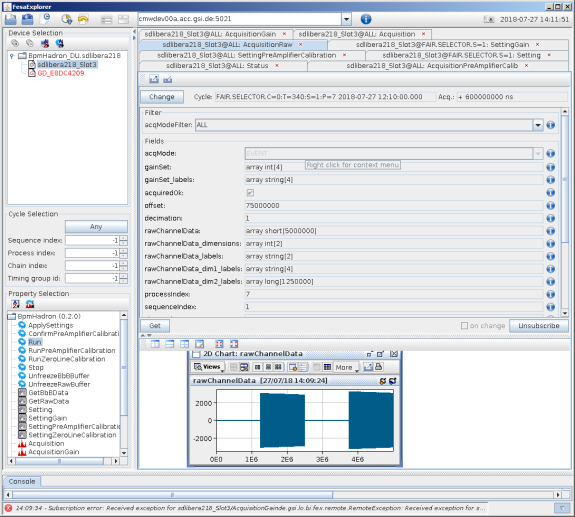 FesaExplorer
cmwdev00a.acc.gsi.de:5021
2018-07-27 14:11:51
Device Selection
BpmHadron_DU.sdlibera218
sdlibera218_Slot3
GD_E8DC4209
Cycle Selection
Any
Sequence index: -1
Process index: -1
Chain index: -1
Timing group id: -1
Property Selection
BpmHadron (0.2.0)
ApplySettings
ConfirmPreAmplifierCalibrati
Run
RunPreAmplifierCalibration
RunZeroLineCalibration
Stop
UnfreezeBbBBuffer
UnfreezeRawBuffer
GetBbBData
GetRawData
Setting
SettingGain
SettingPreAmplifierCalibration
SettingZeroLineCalibration
Acquisition
AcquisitionGain
sdlibera218_Slot3@ALL: AcquisitionGain × sdlibera218_Slot3@ALL: Acquisition ×
sdlibera218_Slot3@ALL: AcquisitionRaw × sdlibera218_Slot3@FAIR.SELECTOR.S=1: SettingGain ×
sdlibera218_Slot3@ALL: SettingPreAmplifierCalibration × sdlibera218_Slot3@FAIR.SELECTOR.S=1: Setting ×
sdlibera218_Slot3@ALL: Status × sdlibera218_Slot3@ALL: AcquisitionPreAmplifierCalib ×
Change Cycle: FAIR.SELECTOR.C=0:T=340:S=1:P=7 2018-07-27 12:10:00.000 Acq.: + 600000000 ns
Filter
acqModeFilter: ALL
Fields
acqMode: EVENT
Right click for context menu
gainSet: array int[4]
gainSet_labels: array string[4]
acquiredOk:
offset: 75000000
decimation: 1
rawChannelData: array short[5000000]
rawChannelData_dimensions: array int[2]
rawChannelData_labels: array string[2]
rawChannelData_dim1_labels: array string[4]
rawChannelData_dim2_labels: array long[1250000]
processIndex: 7
sequenceIndex: 1
Get on change Unsubscribe
2D Chart: rawChannelData
Views More
rawChannelData [27/07/18 14:09:24]
2000
0
-2000
0E0 1E6 2E6 3E6 4E6
Console
14:09:34 - Subscription error: Received exception for sdlibera218_Slot3/AcquisitionGainde.gsi.lo.bi.fex.remote.RemoteException: Received exception for s...